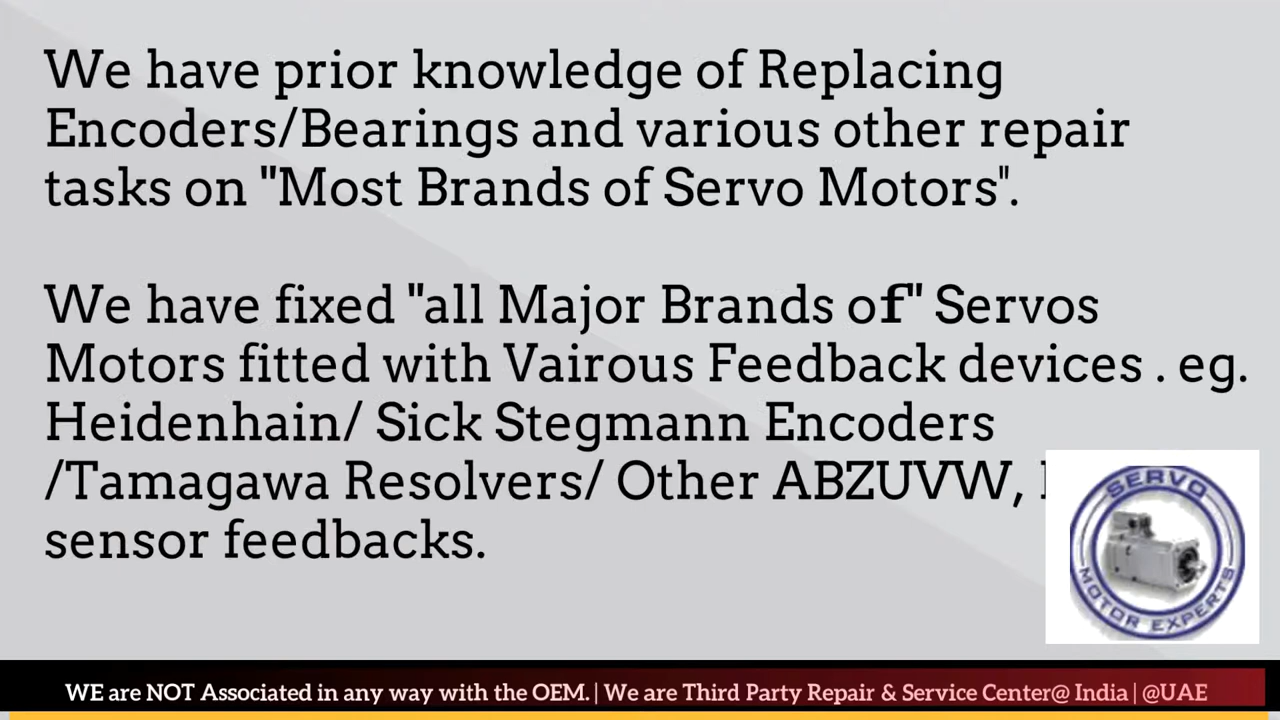 We have prior knowledge of Replacing
Encoders/Bearings and various other repair
tasks on "Most Brands of Servo Motors".
We have fixed "all Major Brands of" Servos
Motors fitted with Vairous Feedback devices . eg.
Heidenhain/ Sick Stegmann Encoders
/Tamagawa Resolvers/ Other ABZUVW,
sensor feedbacks.
SERVO
MOTOR EXPERTS
WE are NOT Associated in any way with the OEM. | We are Third Party Repair & Service Center@ India | @UAE